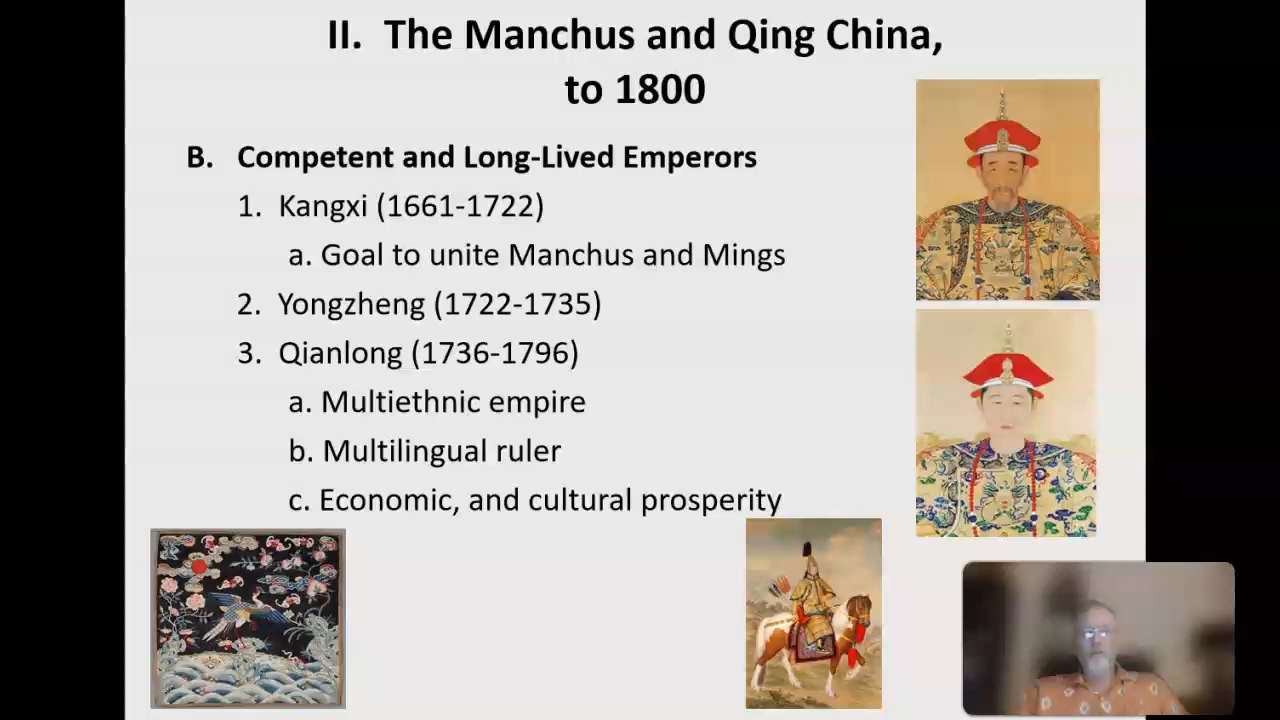 II.  The Manchus and Qing China,
to 1800
B.  Competent and Long-Lived Emperors
1.  Kangxi (1661-1722)
a. Goal to unite Manchus and Mings
2.  Yongzheng (1722-1735)
3.  Qianlong (1736-1796)
a. Multiethnic empire
b. Multilingual ruler
c. Economic, and cultural prosperity